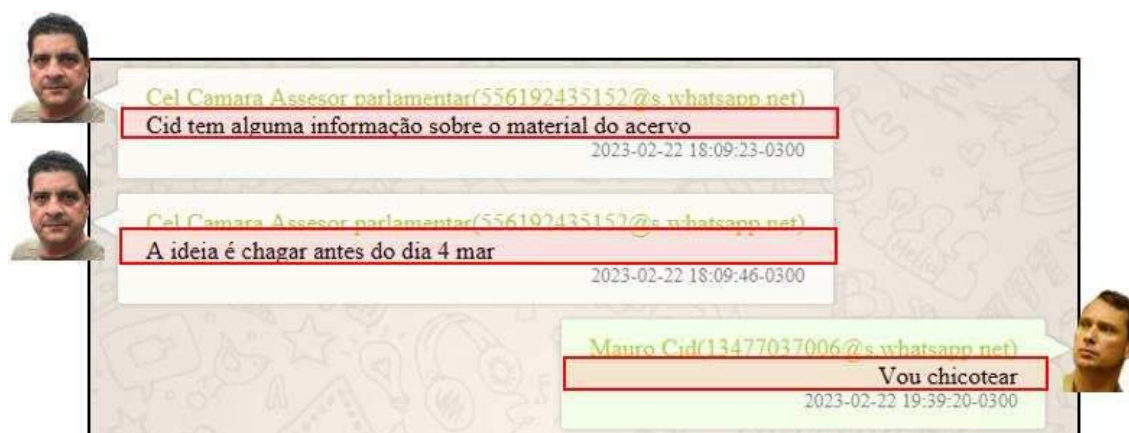 Cel Camara Assesor parlamentar(556192435152@s.whatsapp.net)
Cid tem alguma informação sobre o material do acervo
2023-02-22 18:09:23-0300
Cel Camara Assesor parlamentar(556192435152@s.whatsapp.net)
A ideia é chagar antes do dia 4 mar
2023-02-22 18:09:46-0300
Mauro Cid(13477037006@s.whatsapp.net)
Vou chicotear
2023-02-22 19:39:20-0300